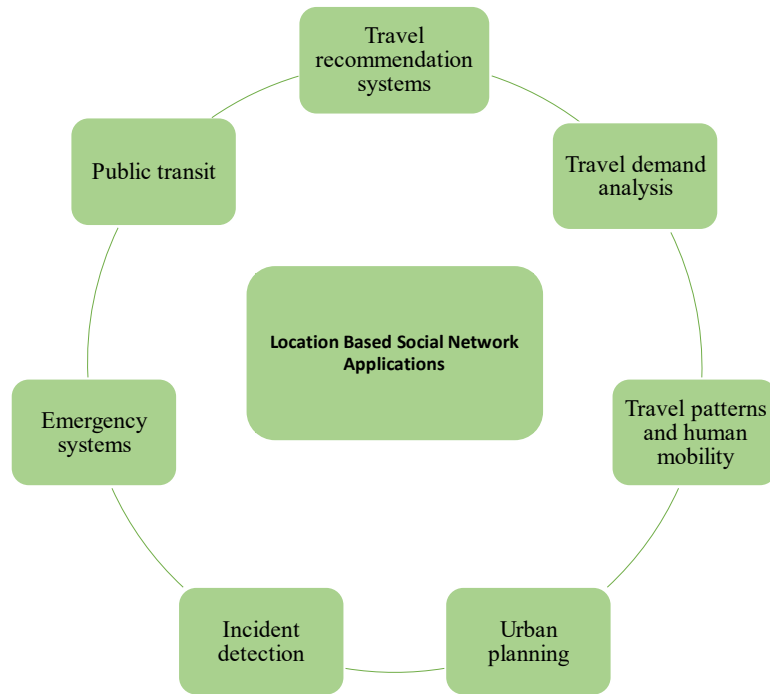 Travel
recommendation
systems
Travel demand
analysis
Travel patterns
and human
mobility
Urban
planning
Incident
detection
Emergency
systems
Public transit
Location Based Social Network
Applications